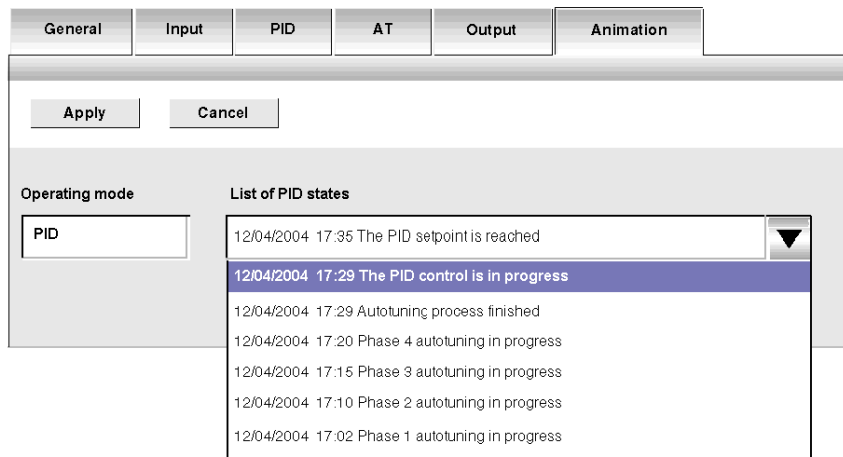 General Input PID AT Output Animation
Apply Cancel
Operating mode List of PID states
PID 12/04/2004 17:35 The PID setpoint is reached
12/04/2004 17:29 The PID control is in progress
12/04/2004 17:29 Autotuning process finished
12/04/2004 17:20 Phase 4 autotuning in progress
12/04/2004 17:15 Phase 3 autotuning in progress
12/04/2004 17:10 Phase 2 autotuning in progress
12/04/2004 17:02 Phase 1 autotuning in progress